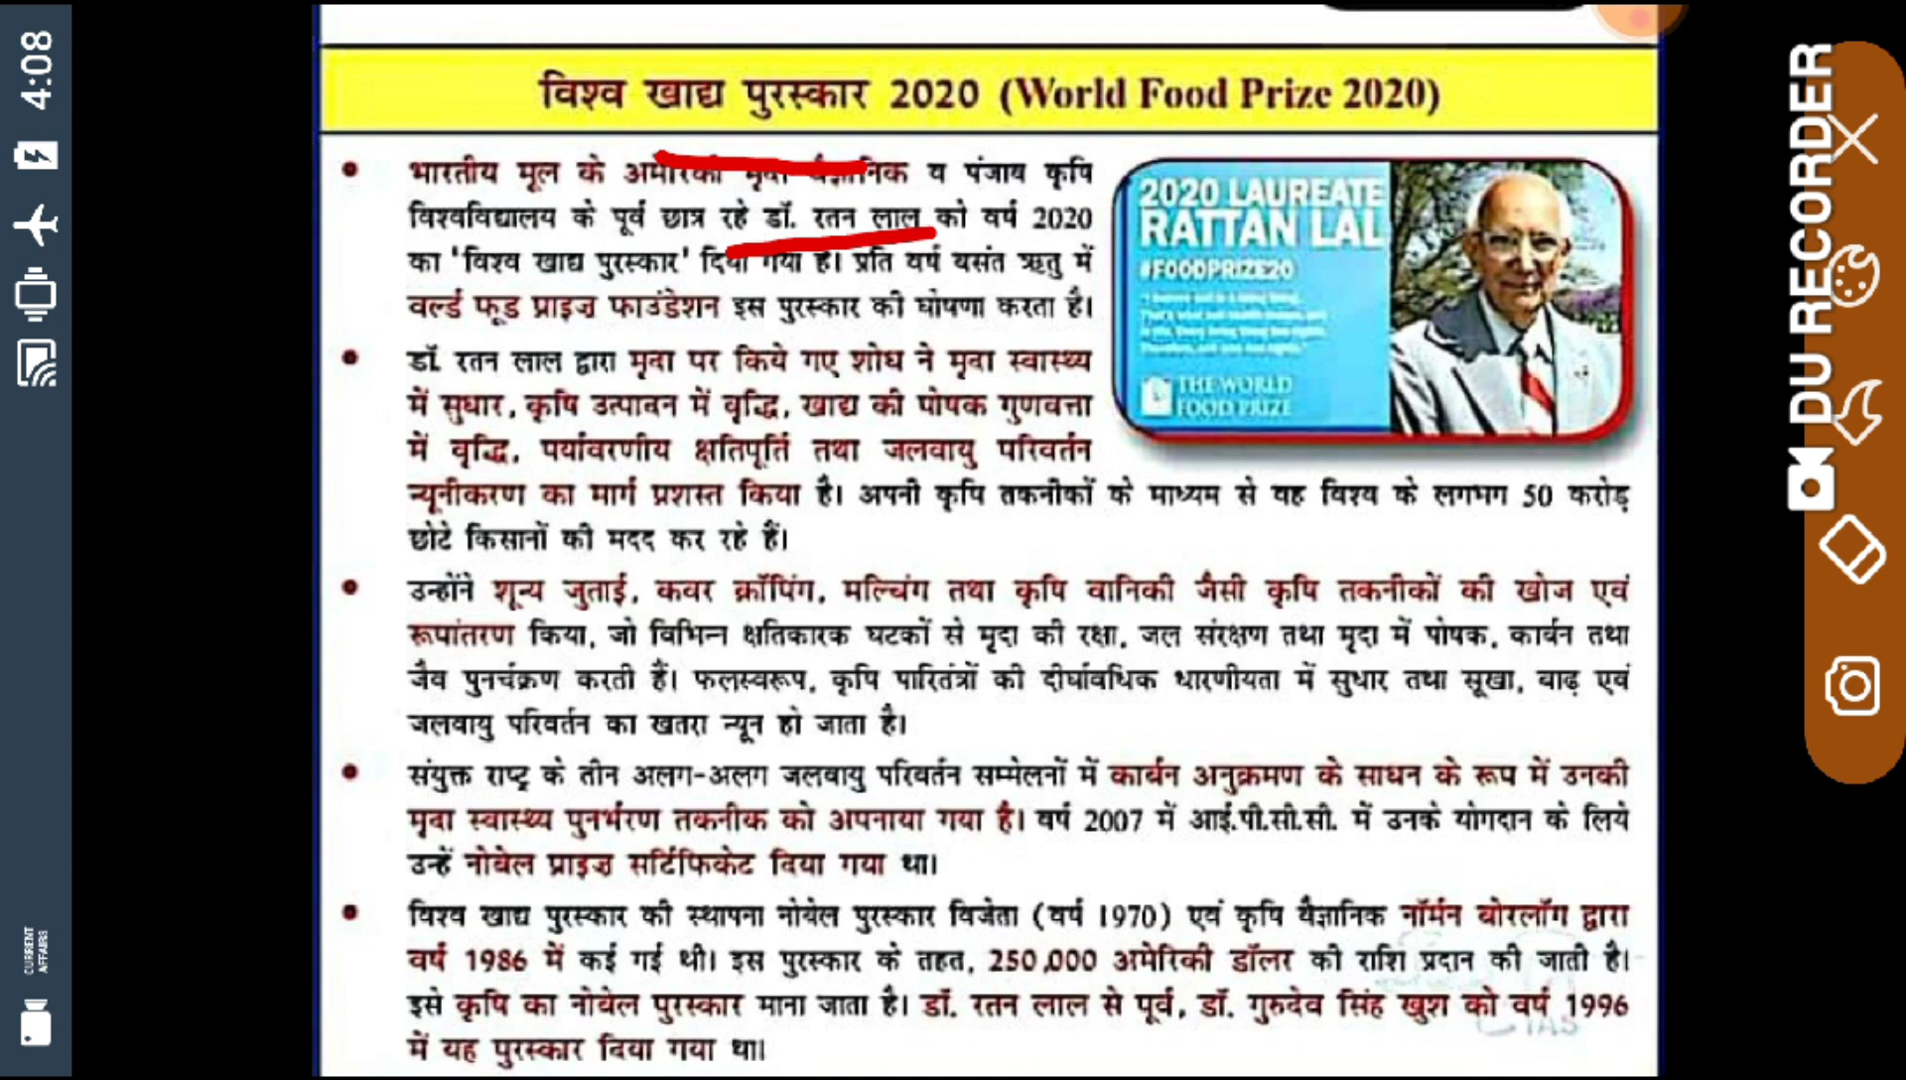 4:08
विश्व खाद्य पुरस्कार 2020 (World Food Prize 2020)
भारतीय मूल के अमेरिकी मृदा वैज्ञानिक व पंजाब कृषि
विश्वविद्यालय के पूर्व छात्र रहे डॉ. रतन लाल को वर्ष 2020
का 'विश्व खाद्य पुरस्कार' दिया गया है। प्रति वर्ष बसंत ऋतु में
वर्ल्ड फूड प्राइज़ फाउंडेशन इस पुरस्कार की घोषणा करता है।
2020 LAUREATE
RATTAN LAL
#FOODPRIZE20
THE WORLD
FOOD PRIZE
डॉ. रतन लाल द्वारा मृदा पर किये गए शोध ने मृदा स्वास्थ्य
में सुधार, कृषि उत्पादन में वृद्धि, खाद्य की पोषक गुणवत्ता
में वृद्धि, पर्यावरणीय क्षतिपूर्ति तथा जलवायु परिवर्तन
न्यूनीकरण का मार्ग प्रशस्त किया है। अपनी कृषि तकनीकों के माध्यम से वह विश्व के लगभग 50 करोड़
छोटे किसानों की मदद कर रहे हैं।
उन्होंने शून्य जुताई, कवर क्रॉपिंग, मल्चिंग तथा कृषि वानिकी जैसी कृषि तकनीकों की खोज एवं
रूपांतरण किया, जो विभिन्न क्षतिकारक घटकों से मृदा की रक्षा, जल संरक्षण तथा मृदा में पोषक, कार्बन तथा
जैव पुनर्चक्रण करती हैं। फलस्वरूप, कृषि पारितंत्रों की दीर्घावधिक धारणीयता में सुधार तथा सूखा, बाढ़ एवं
जलवायु परिवर्तन का खतरा न्यून हो जाता है।
संयुक्त राष्ट्र के तीन अलग-अलग जलवायु परिवर्तन सम्मेलनों में कार्बन अनुक्रमण के साधन के रूप में उनकी
मृदा स्वास्थ्य पुनर्भरण तकनीक को अपनाया गया है। वर्ष 2007 में आई.पी.सी.सी. में उनके योगदान के लिये
उन्हें नोबेल प्राइज़ सर्टिफिकेट दिया गया था।
विश्व खाद्य पुरस्कार की स्थापना नोबेल पुरस्कार विजेता (वर्ष 1970) एवं कृषि वैज्ञानिक नॉर्मन बोरलॉग द्वारा
वर्ष 1986 में कई गई थी। इस पुरस्कार के तहत, 250,000 अमेरिकी डॉलर की राशि प्रदान की जाती है।
इसे कृषि का नोबेल पुरस्कार माना जाता है। डॉ. रतन लाल से पूर्व, डॉ. गुरुदेव सिंह खुश को वर्ष 1996
में यह पुरस्कार दिया गया था।
CURRENT
AFFAIRS
DU RECORDER